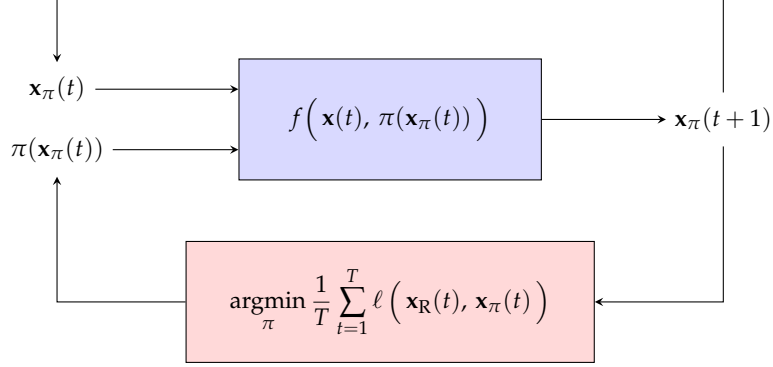 𝐱_π(t)
f( 𝐱(t), π(𝐱_π(t)) )
𝐱_π(t + 1)
π(𝐱_π(t))
argmin_π 1/T ∑_{t=1}^{T} ℓ( 𝐱_R(t), 𝐱_π(t) )